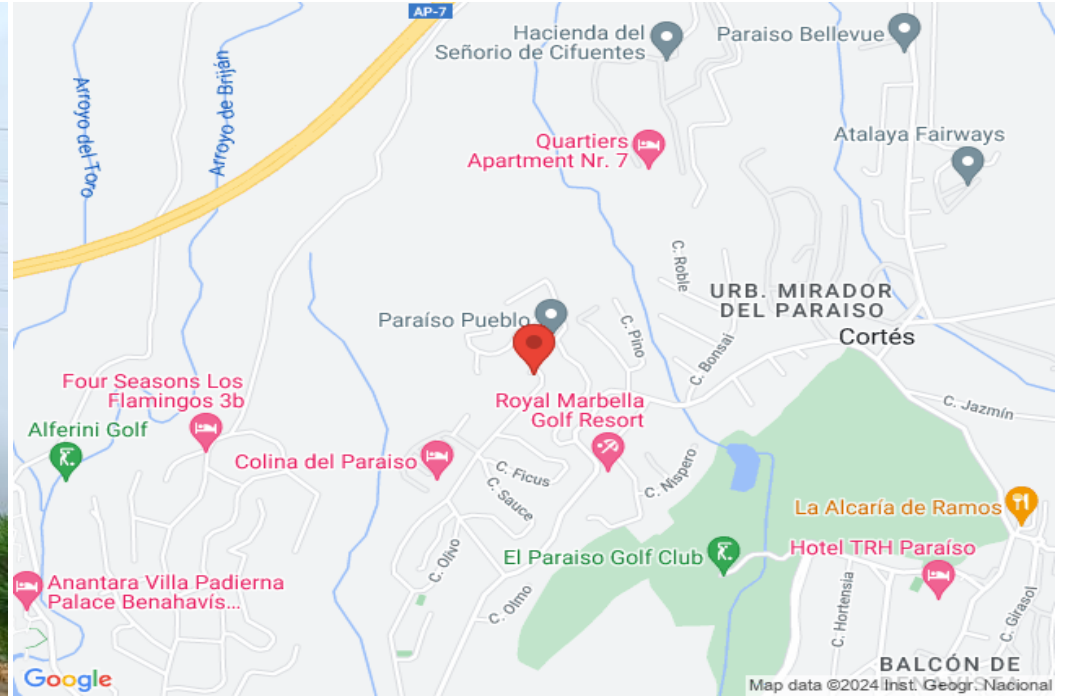 AP-7
Hacienda del
Señorio de Cifuentes
Paraiso Bellevue
Arroyo del Toro
Arroyo de Briján
Quartiers
Apartment Nr. 7
Atalaya Fairways
C. Roble
URB. MIRADOR
DEL PARAISO
Paraíso Pueblo
C. Pino
Cortés
C. Bonsai
Four Seasons Los
Flamingos 3b
Royal Marbella
Golf Resort
C. Jazmín
Alferini Golf
Colina del Paraiso
C. Ficus
C. Nispero
C. Sauce
La Alcaría de Ramos
El Paraiso Golf Club
Hotel TRH Paraíso
C. Olivo
Anantara Villa Padierna
Palace Benahavís...
C. Olmo
C. Hortensia
C. Girasol
BALCÓN DE
BENAVISTA
Google
Map data ©2024 Inst. Geogr. Nacional